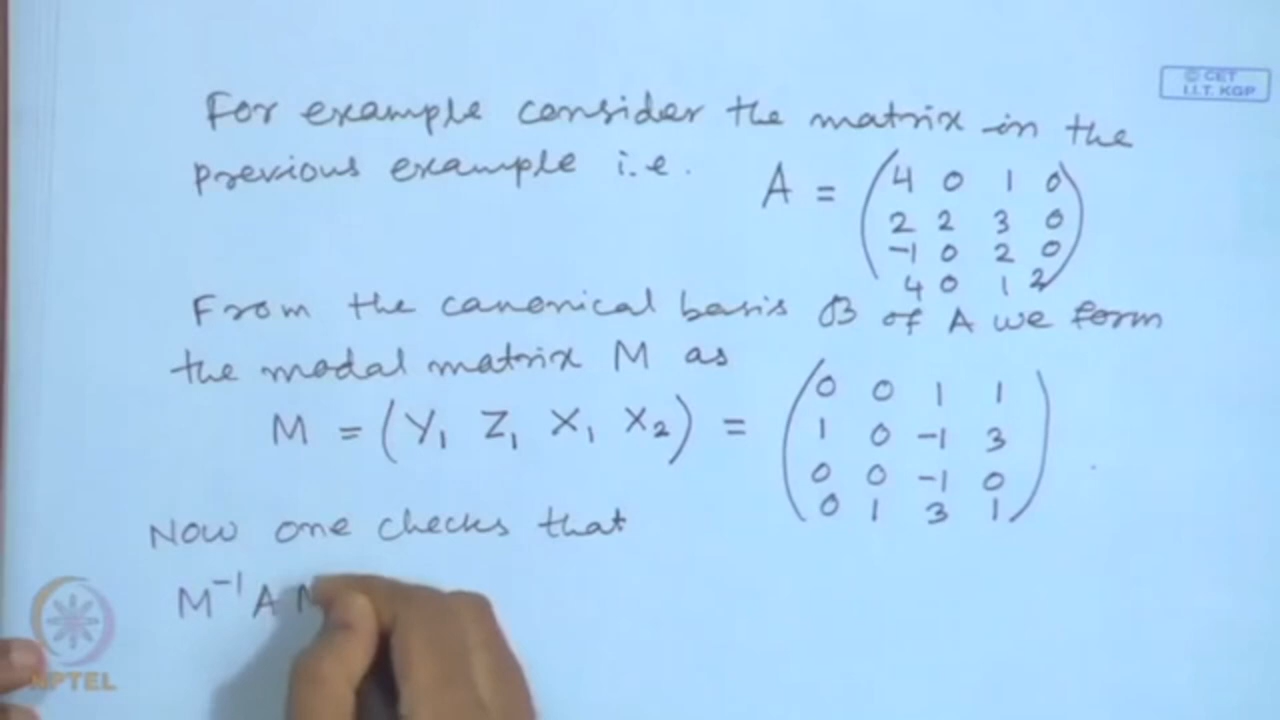 © CET
I.I.T. KGP
For example consider the matrix in the
previous example i.e. A = (4 0 1 0
2 2 3 0
-1 0 2 0
4 0 1 2)
From the canonical basis B of A we form
the modal matrix M as
M = (Y₁ Z₁ X₁ X₂) = (0 0 1 1
1 0 -1 3
0 0 -1 0
0 1 3 1)
Now one checks that
M⁻¹ A
NPTEL